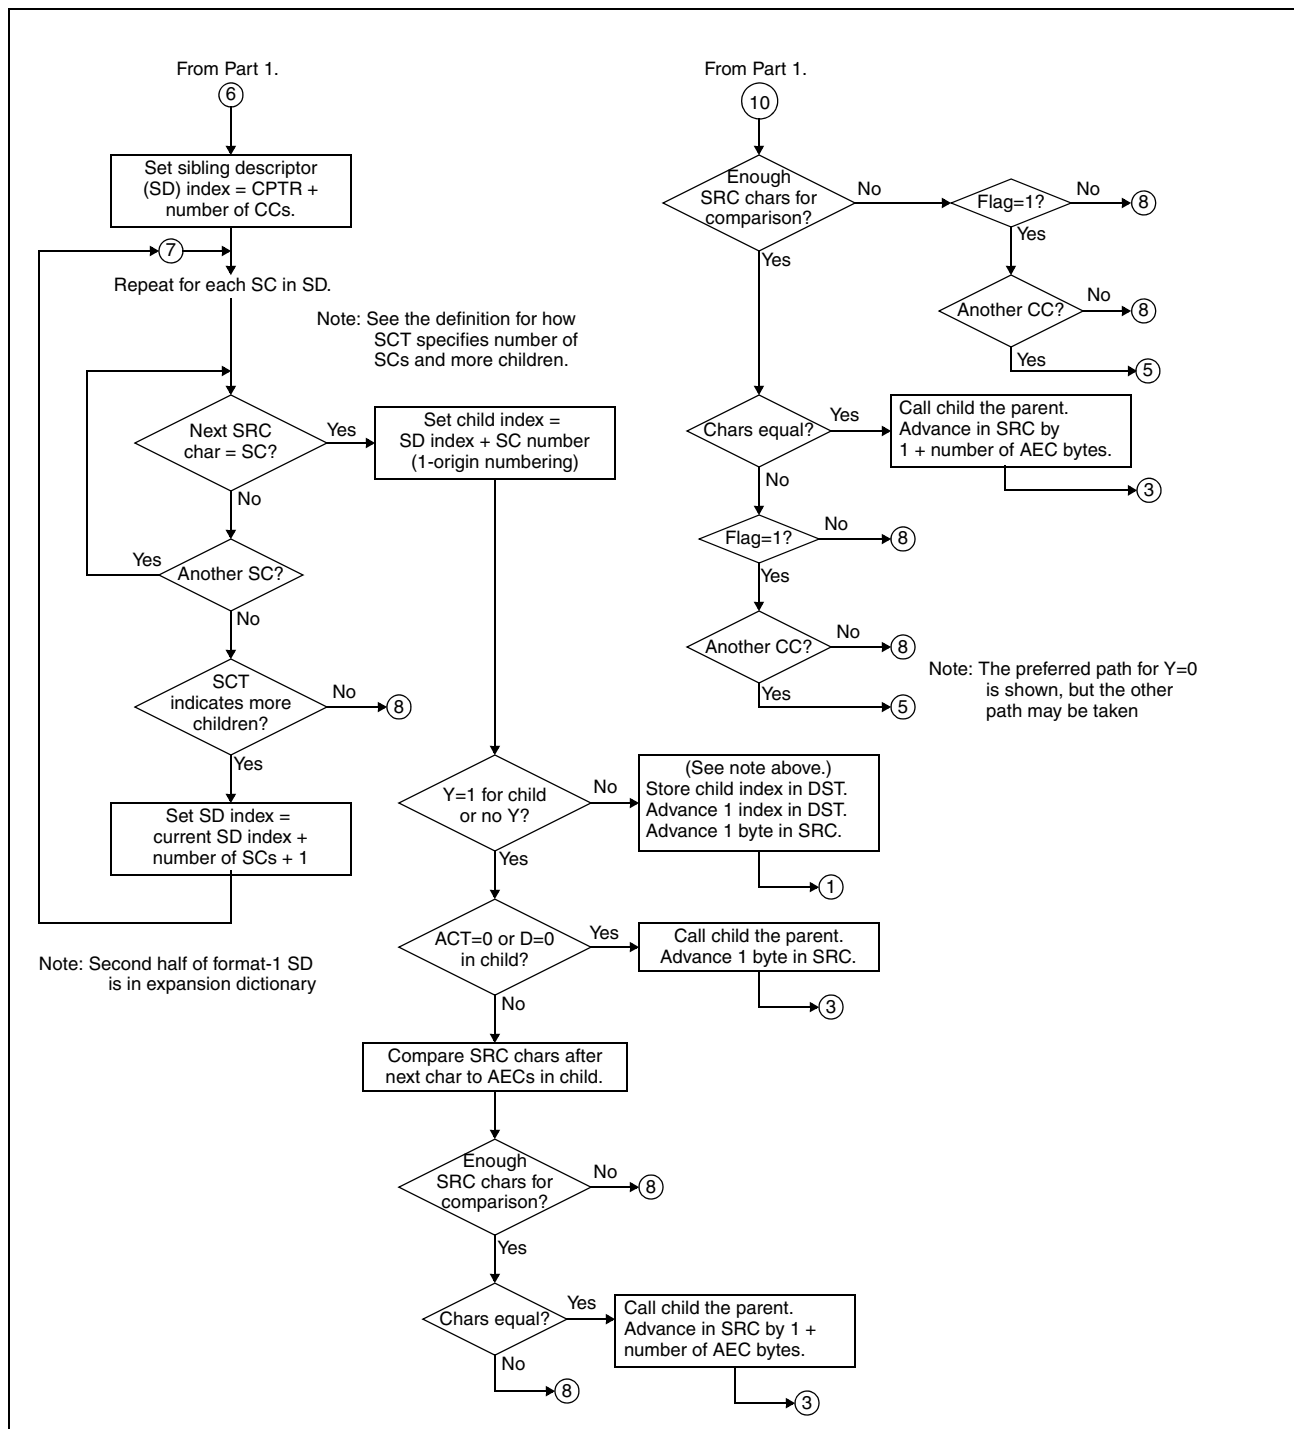 From Part 1.
6
Set sibling descriptor
(SD) index = CPTR +
number of CCs.
7
Repeat for each SC in SD.
Note: See the definition for how
SCT specifies number of
SCs and more children.
Next SRC
char = SC?
Yes
No
Set child index =
SD index + SC number
(1-origin numbering)
Another SC?
Yes
No
SCT
indicates more
children?
No
8
Yes
Set SD index =
current SD index +
number of SCs + 1
Note: Second half of format-1 SD
is in expansion dictionary
Y=1 for child
or no Y?
No
Yes
(See note above.)
Store child index in DST.
Advance 1 index in DST.
Advance 1 byte in SRC.
1
ACT=0 or D=0
in child?
Yes
No
Call child the parent.
Advance 1 byte in SRC.
3
Compare SRC chars after
next char to AECs in child.
Enough
SRC chars for
comparison?
No
8
Yes
Chars equal?
Yes
No
8
Call child the parent.
Advance in SRC by 1 +
number of AEC bytes.
3
From Part 1.
10
Enough
SRC chars for
comparison?
No
Yes
Flag=1?
No
8
Yes
Another CC?
No
8
Yes
5
Chars equal?
Yes
No
Call child the parent.
Advance in SRC by
1 + number of AEC bytes.
3
Flag=1?
No
8
Yes
Another CC?
No
8
Yes
5
Note: The preferred path for Y=0
is shown, but the other
path may be taken